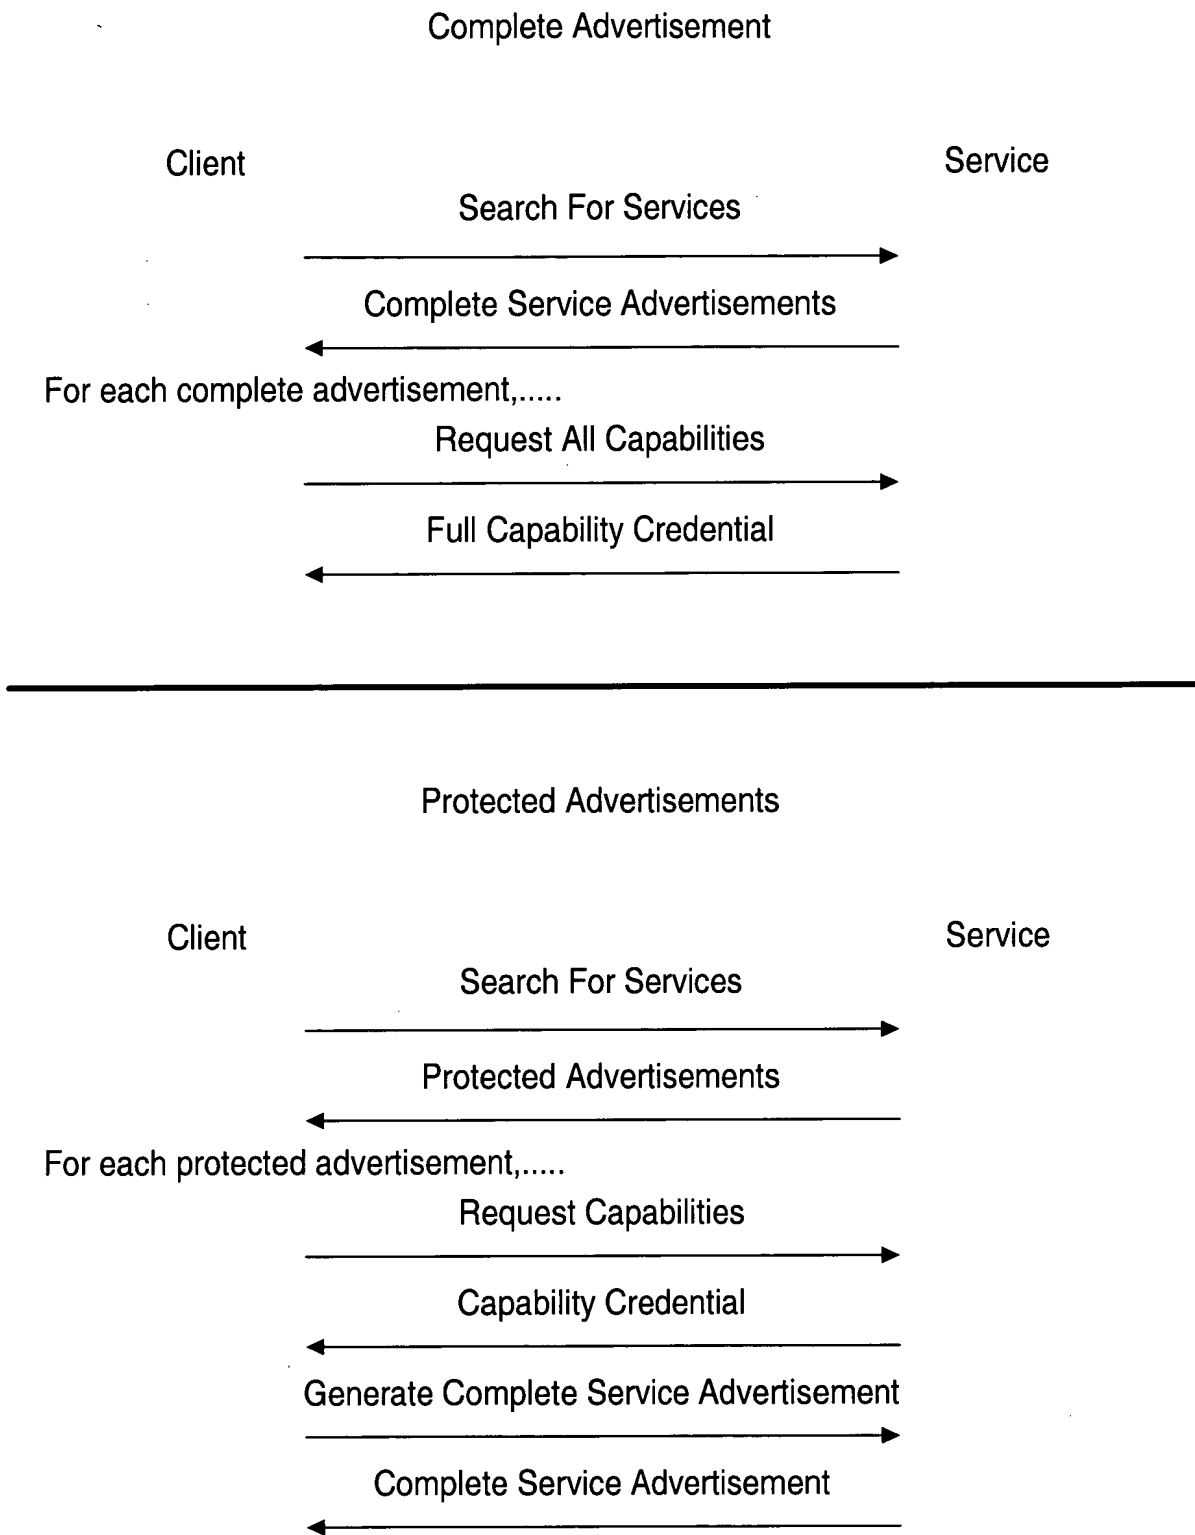 Complete Advertisement
Client
Service
Search For Services
Complete Service Advertisements
For each complete advertisement,.....
Request All Capabilities
Full Capability Credential
Protected Advertisements
Client
Service
Search For Services
Protected Advertisements
For each protected advertisement,.....
Request Capabilities
Capability Credential
Generate Complete Service Advertisement
Complete Service Advertisement